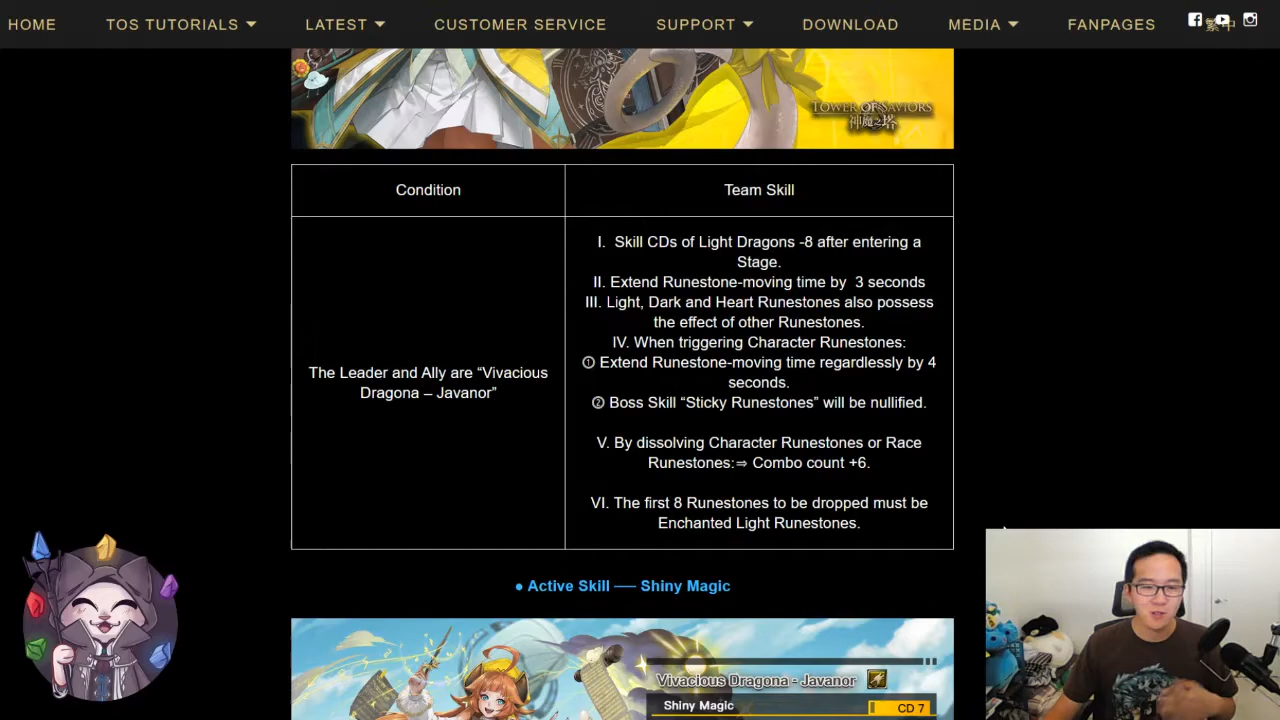 HOME TOS TUTORIALS LATEST CUSTOMER SERVICE SUPPORT DOWNLOAD MEDIA FANPAGES 繁中
TOWER OF SAVIORS
神魔之塔
Condition
Team Skill
The Leader and Ally are “Vivacious
Dragona – Javanor”
I. Skill CDs of Light Dragons -8 after entering a
Stage.
II. Extend Runestone-moving time by 3 seconds
III. Light, Dark and Heart Runestones also possess
the effect of other Runestones.
IV. When triggering Character Runestones:
① Extend Runestone-moving time regardlessly by 4
seconds.
② Boss Skill “Sticky Runestones” will be nullified.
V. By dissolving Character Runestones or Race
Runestones:⇒ Combo count +6.
VI. The first 8 Runestones to be dropped must be
Enchanted Light Runestones.
● Active Skill ── Shiny Magic
Vivacious Dragona - Javanor
Shiny Magic CD 7